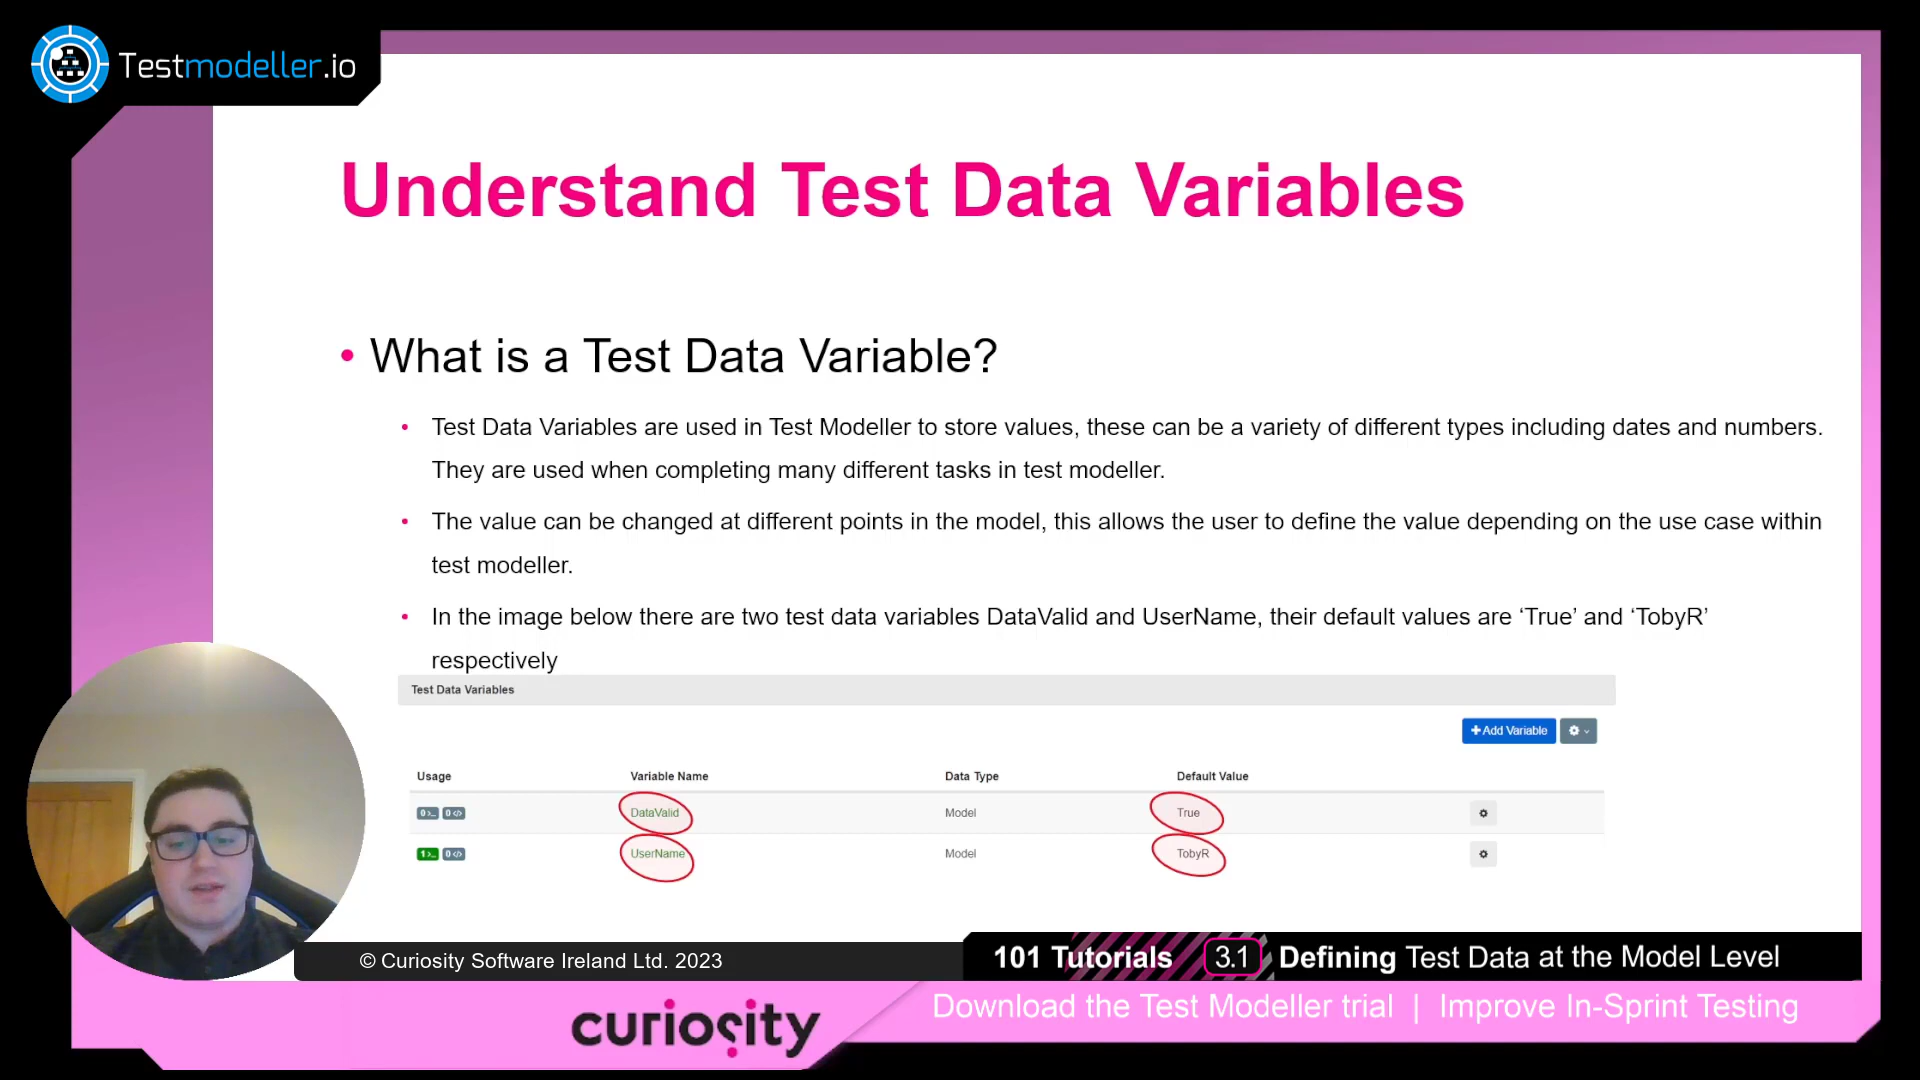 Testmodeller.io
Understand Test Data Variables
• What is a Test Data Variable?
• Test Data Variables are used in Test Modeller to store values, these can be a variety of different types including dates and numbers.
They are used when completing many different tasks in test modeller.
• The value can be changed at different points in the model, this allows the user to define the value depending on the use case within
test modeller.
• In the image below there are two test data variables DataValid and UserName, their default values are ‘True’ and ‘TobyR’
respectively
Test Data Variables
+ Add Variable
Usage Variable Name Data Type Default Value
0 >_ 0 </> DataValid Model True
1 >_ 0 </> UserName Model TobyR
© Curiosity Software Ireland Ltd. 2023
101 Tutorials 3.1 Defining Test Data at the Model Level
Download the Test Modeller trial | Improve In-Sprint Testing
curiosity